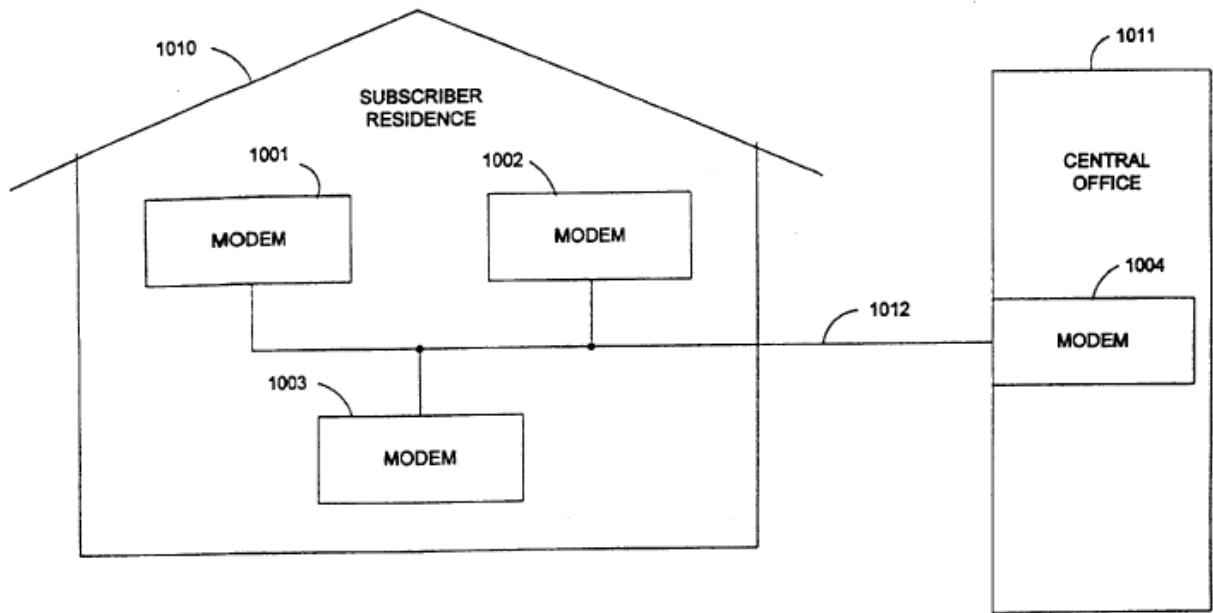 1010
SUBSCRIBER
RESIDENCE
1011
1001
1002
MODEM
MODEM
CENTRAL
OFFICE
1004
1012
MODEM
1003
MODEM